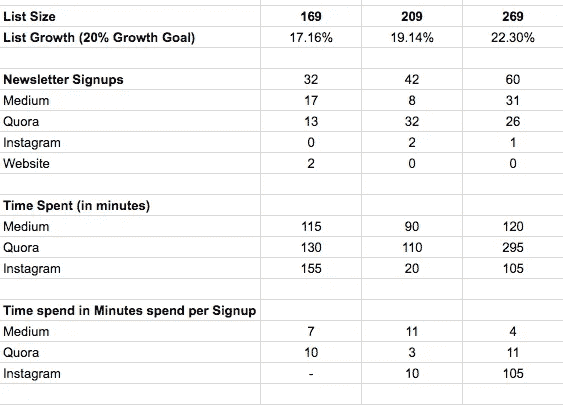 List Size 169 209 269
List Growth (20% Growth Goal) 17.16% 19.14% 22.30%
Newsletter Signups 32 42 60
Medium 17 8 31
Quora 13 32 26
Instagram 0 2 1
Website 2 0 0
Time Spent (in minutes)
Medium 115 90 120
Quora 130 110 295
Instagram 155 20 105
Time spend in Minutes spend per Signup
Medium 7 11 4
Quora 10 3 11
Instagram - 10 105